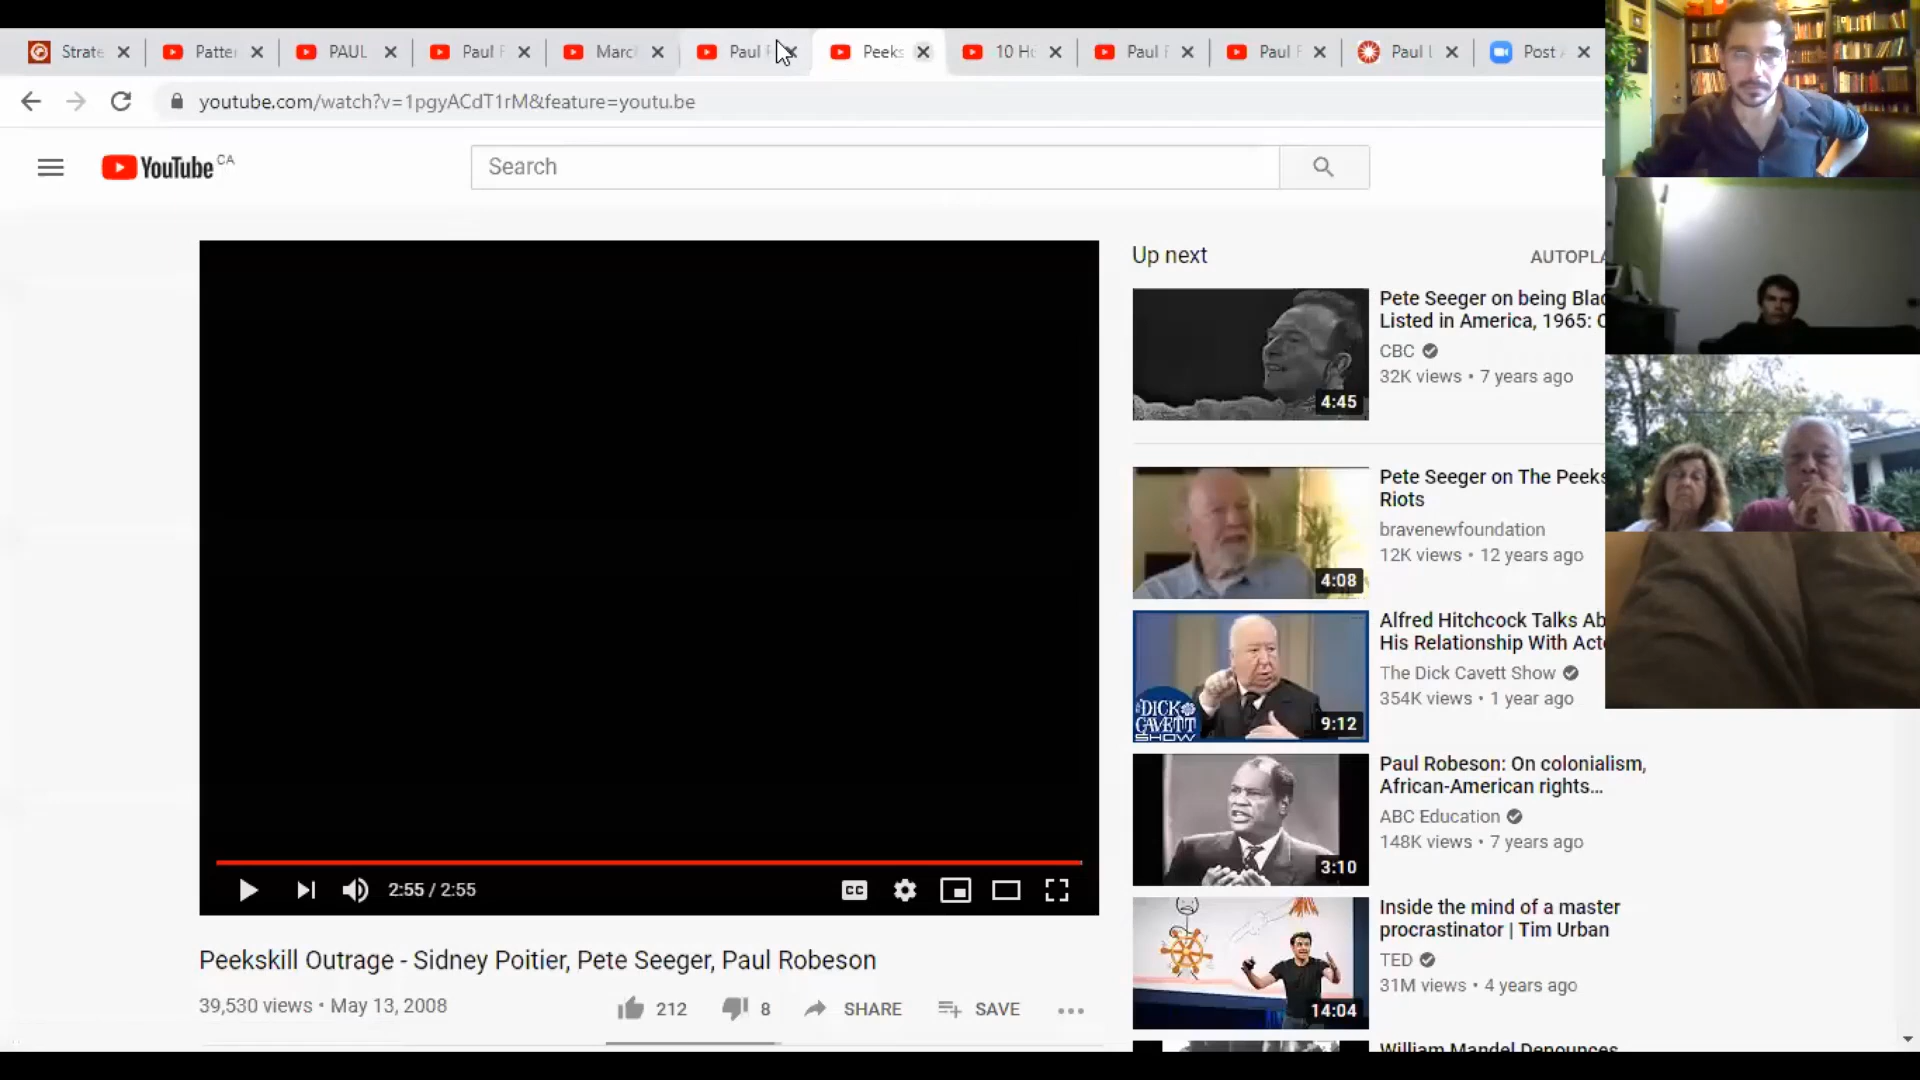 Strate
Patte
PAUL
Paul F
Marc
Paul
Peeks
10 H
Paul
Paul F
Paul
Post
youtube.com/watch?v=1pgyACdT1rM&feature=youtu.be
YouTube CA
Search
Up next
AUTOPLA
Pete Seeger on being Blac
Listed in America, 1965: C
CBC
32K views • 7 years ago
4:45
Pete Seeger on The Peeks
Riots
bravenewfoundation
12K views • 12 years ago
4:08
Alfred Hitchcock Talks Ab
His Relationship With Acto
The Dick Cavett Show
354K views • 1 year ago
DICK
CAVETT
SHOW
9:12
Paul Robeson: On colonialism,
African-American rights...
ABC Education
148K views • 7 years ago
3:10
Inside the mind of a master
procrastinator | Tim Urban
TED
31M views • 4 years ago
14:04
William Mandel Denounces
2:55 / 2:55
CC
Peekskill Outrage - Sidney Poitier, Pete Seeger, Paul Robeson
39,530 views • May 13, 2008
212
8
SHARE
SAVE